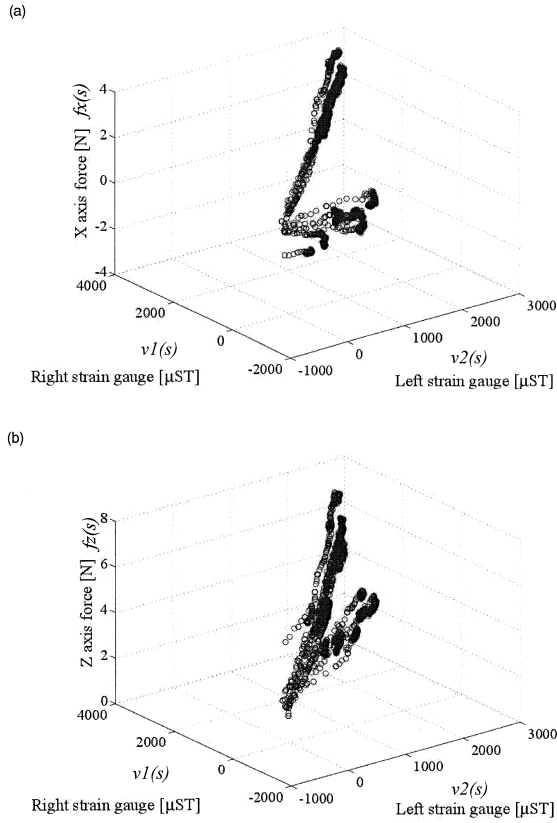 (a)
4
2
0
-2
-4
X axis force [N] fx(s)
4000
2000
0
-2000
v1(s)
Right strain gauge [µST]
-1000
0
1000
2000
3000
v2(s)
Left strain gauge [µST]
(b)
8
6
4
2
0
Z axis force [N] fz(s)
4000
2000
0
-2000
v1(s)
Right strain gauge [µST]
-1000
0
1000
2000
3000
v2(s)
Left strain gauge [µST]